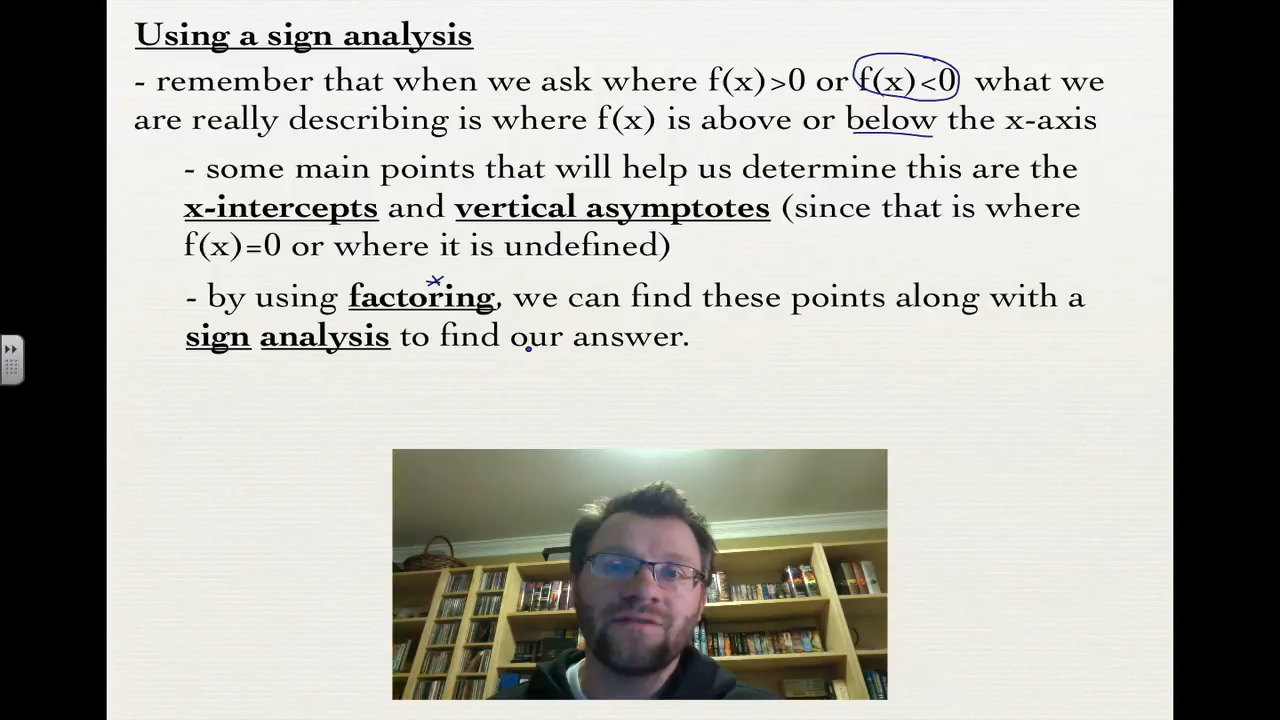 Using a sign analysis
- remember that when we ask where f(x)>0 or f(x)<0 what we
are really describing is where f(x) is above or below the x-axis
- some main points that will help us determine this are the
x-intercepts and vertical asymptotes (since that is where
f(x)=0 or where it is undefined)
- by using factoring, we can find these points along with a
sign analysis to find our answer.